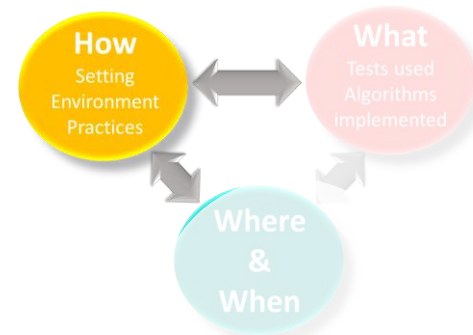 How
Setting
Environment
Practices
What
Tests used
Algorithms
implemented
Where
&
When